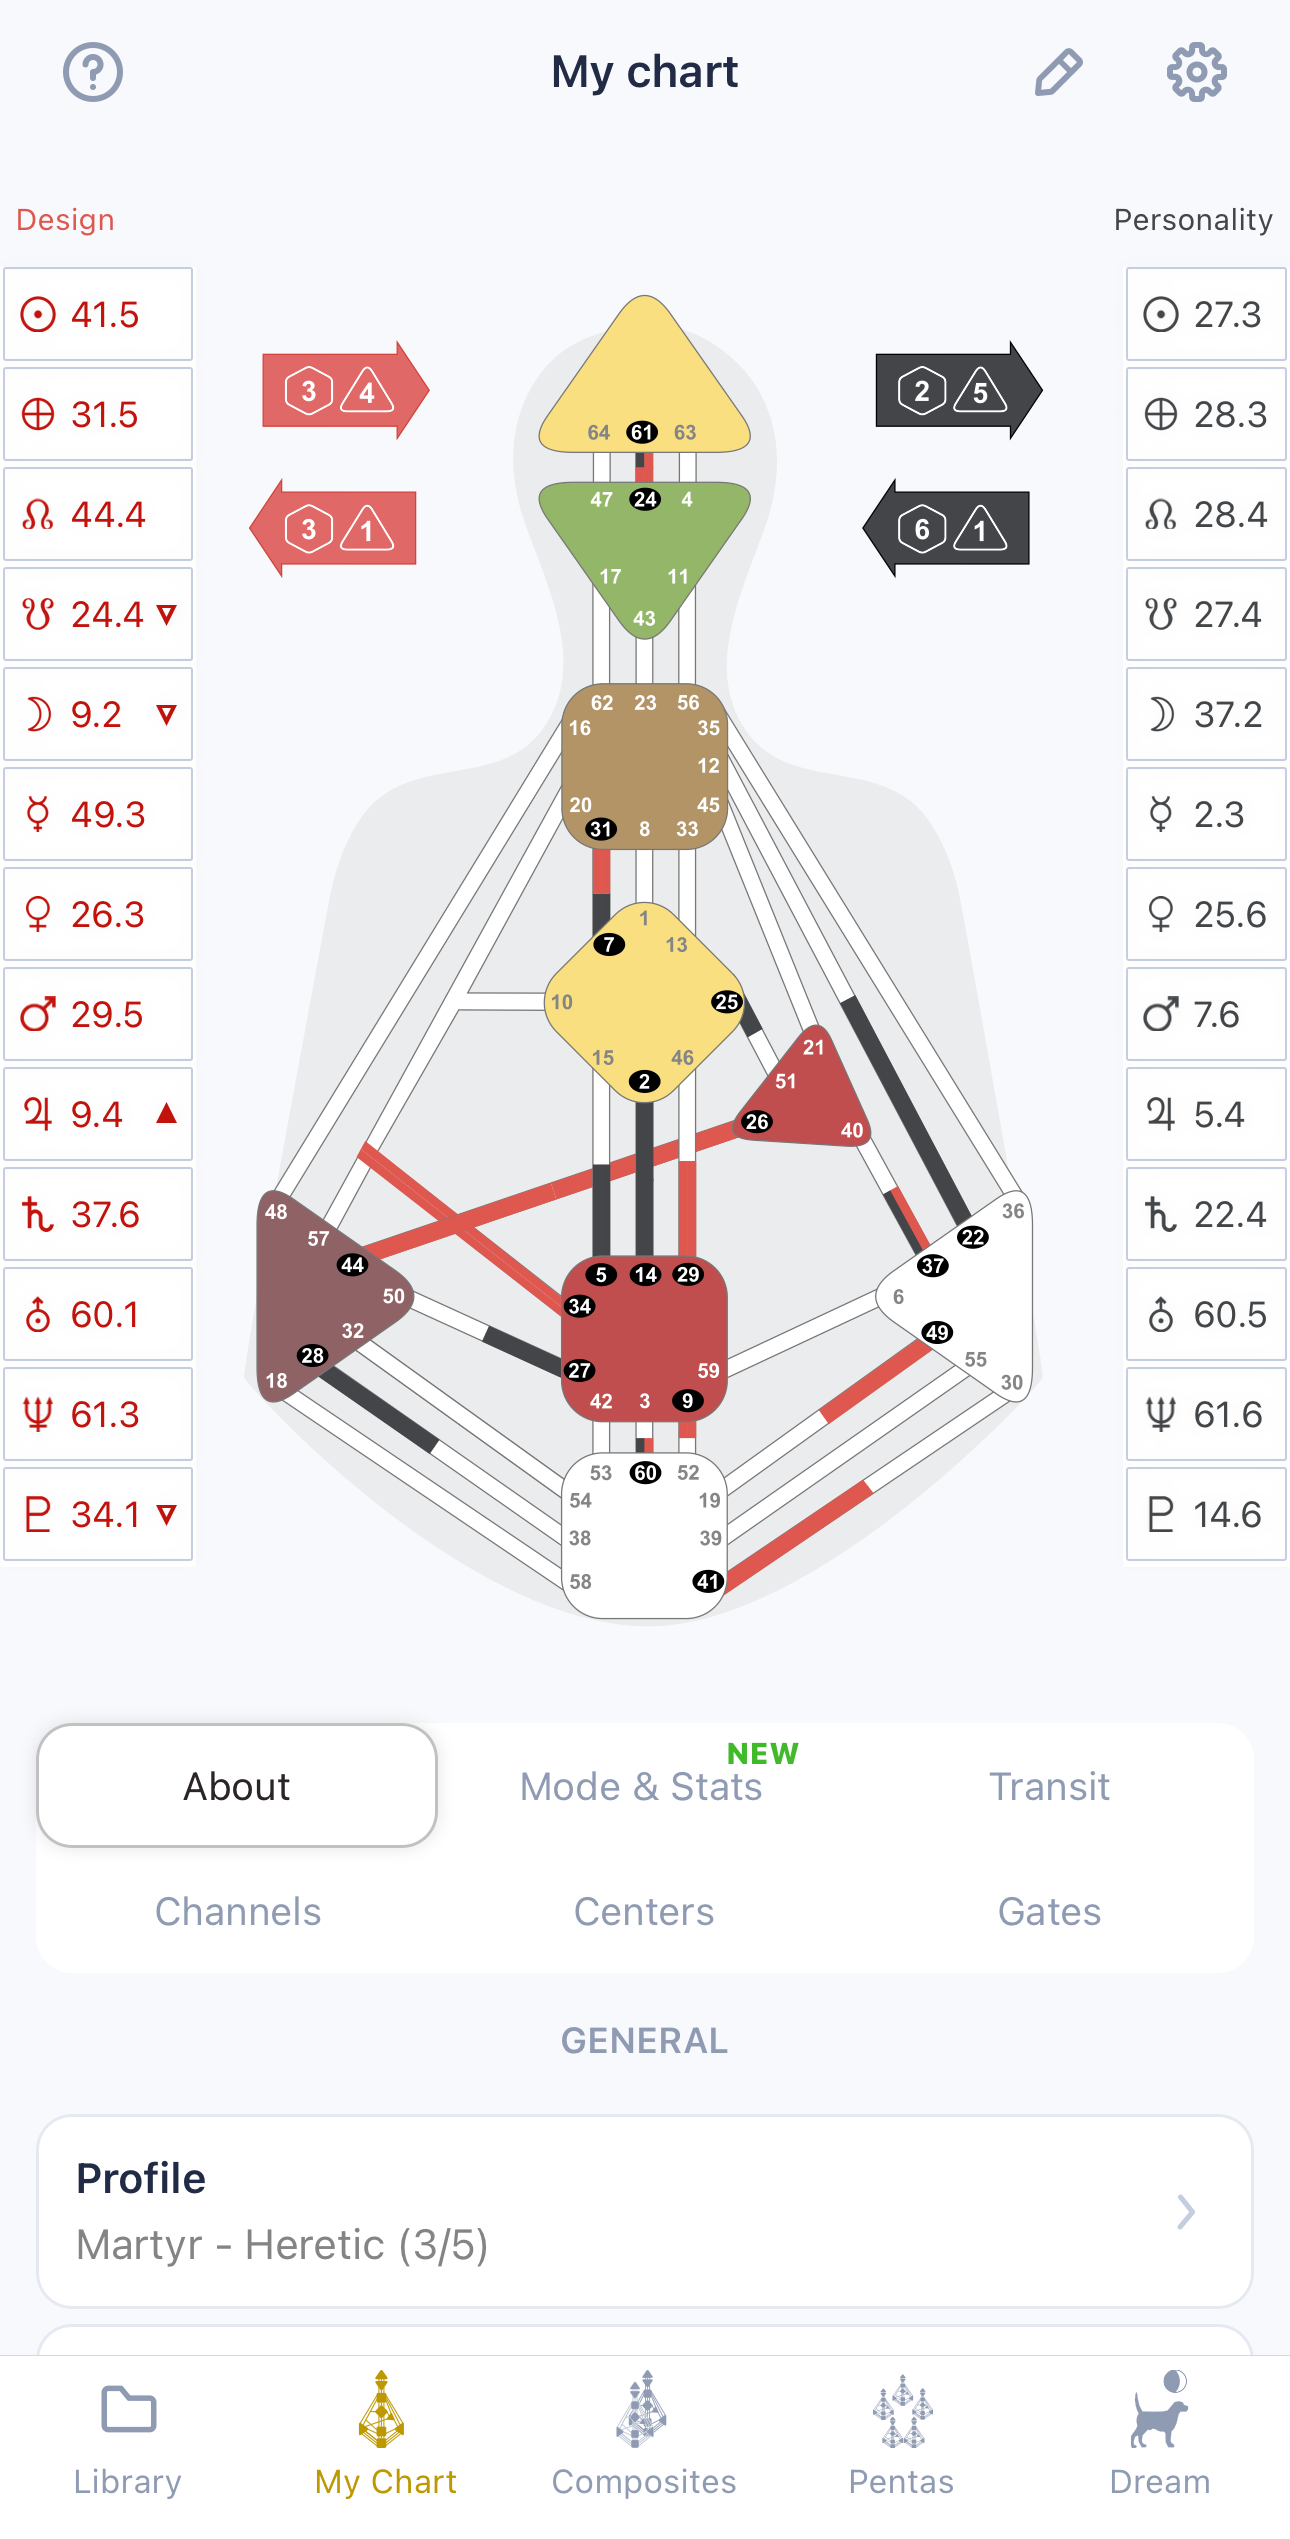 My chart
Design
Personality
41.5
31.5
44.4
24.4
9.2
49.3
26.3
29.5
9.4
37.6
60.1
61.3
34.1
3 4
3 1
2 5
6 1
27.3
28.3
28.4
27.4
37.2
2.3
25.6
7.6
5.4
22.4
60.5
61.6
14.6
64 61 63
47 24 4
17 11
43
62 23 56
16 35
12
20 45
31 8 33
1
7 13
10 25
15 46
2
21
51
26 40
48
57
44
50
32
28
18
36
22
37
6
49
55
30
5 14 29
34
27 59
42 3 9
53 60 52
54 19
38 39
58 41
About
NEW
Mode & Stats
Transit
Channels
Centers
Gates
GENERAL
Profile
Martyr - Heretic (3/5)
Library
My Chart
Composites
Pentas
Dream